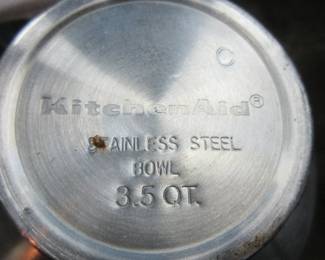 C
KitchenAid®
STAINLESS STEEL
BOWL
3.5 QT.